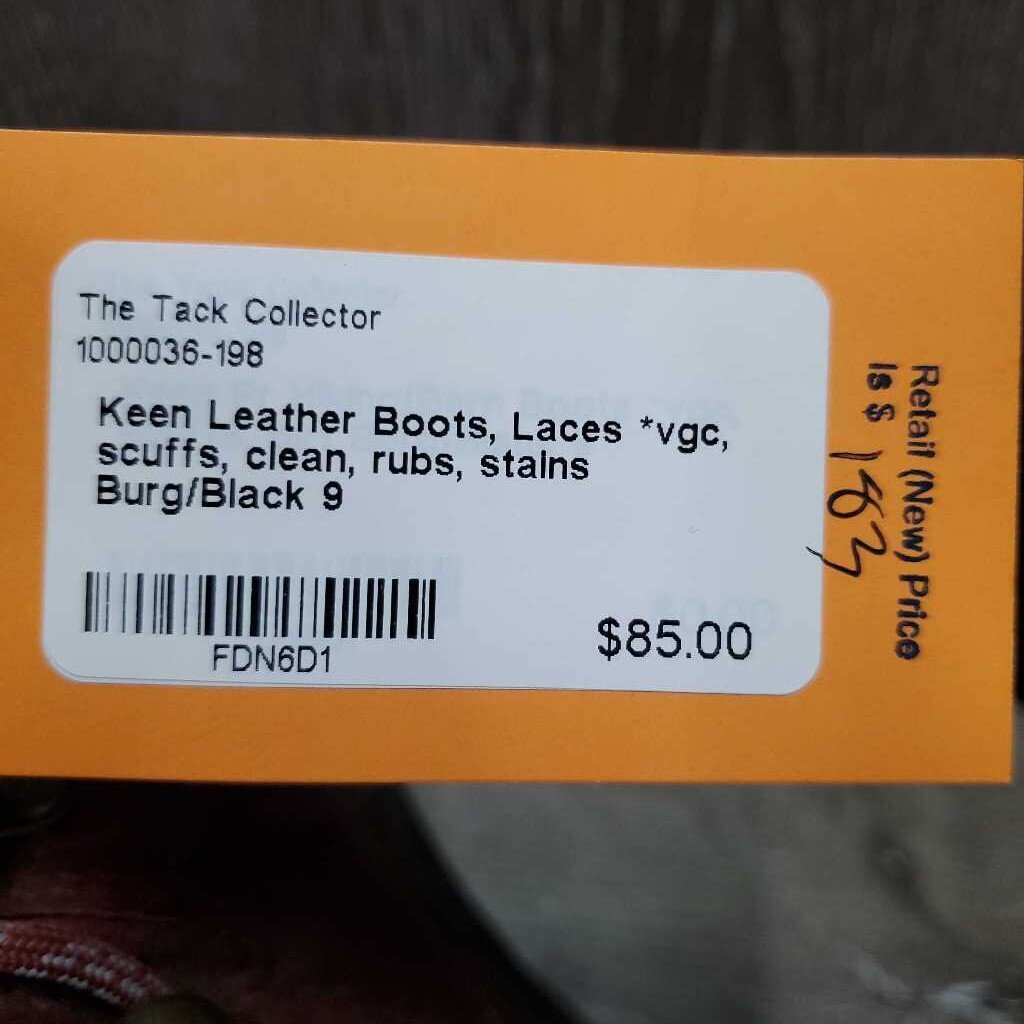 The Tack Collector
1000036-198
Keen Leather Boots, Laces *vgc,
scuffs, clean, rubs, stains
Burg/Black 9
FDN6D1
$85.00
Retail (New) Price
Is $ 183